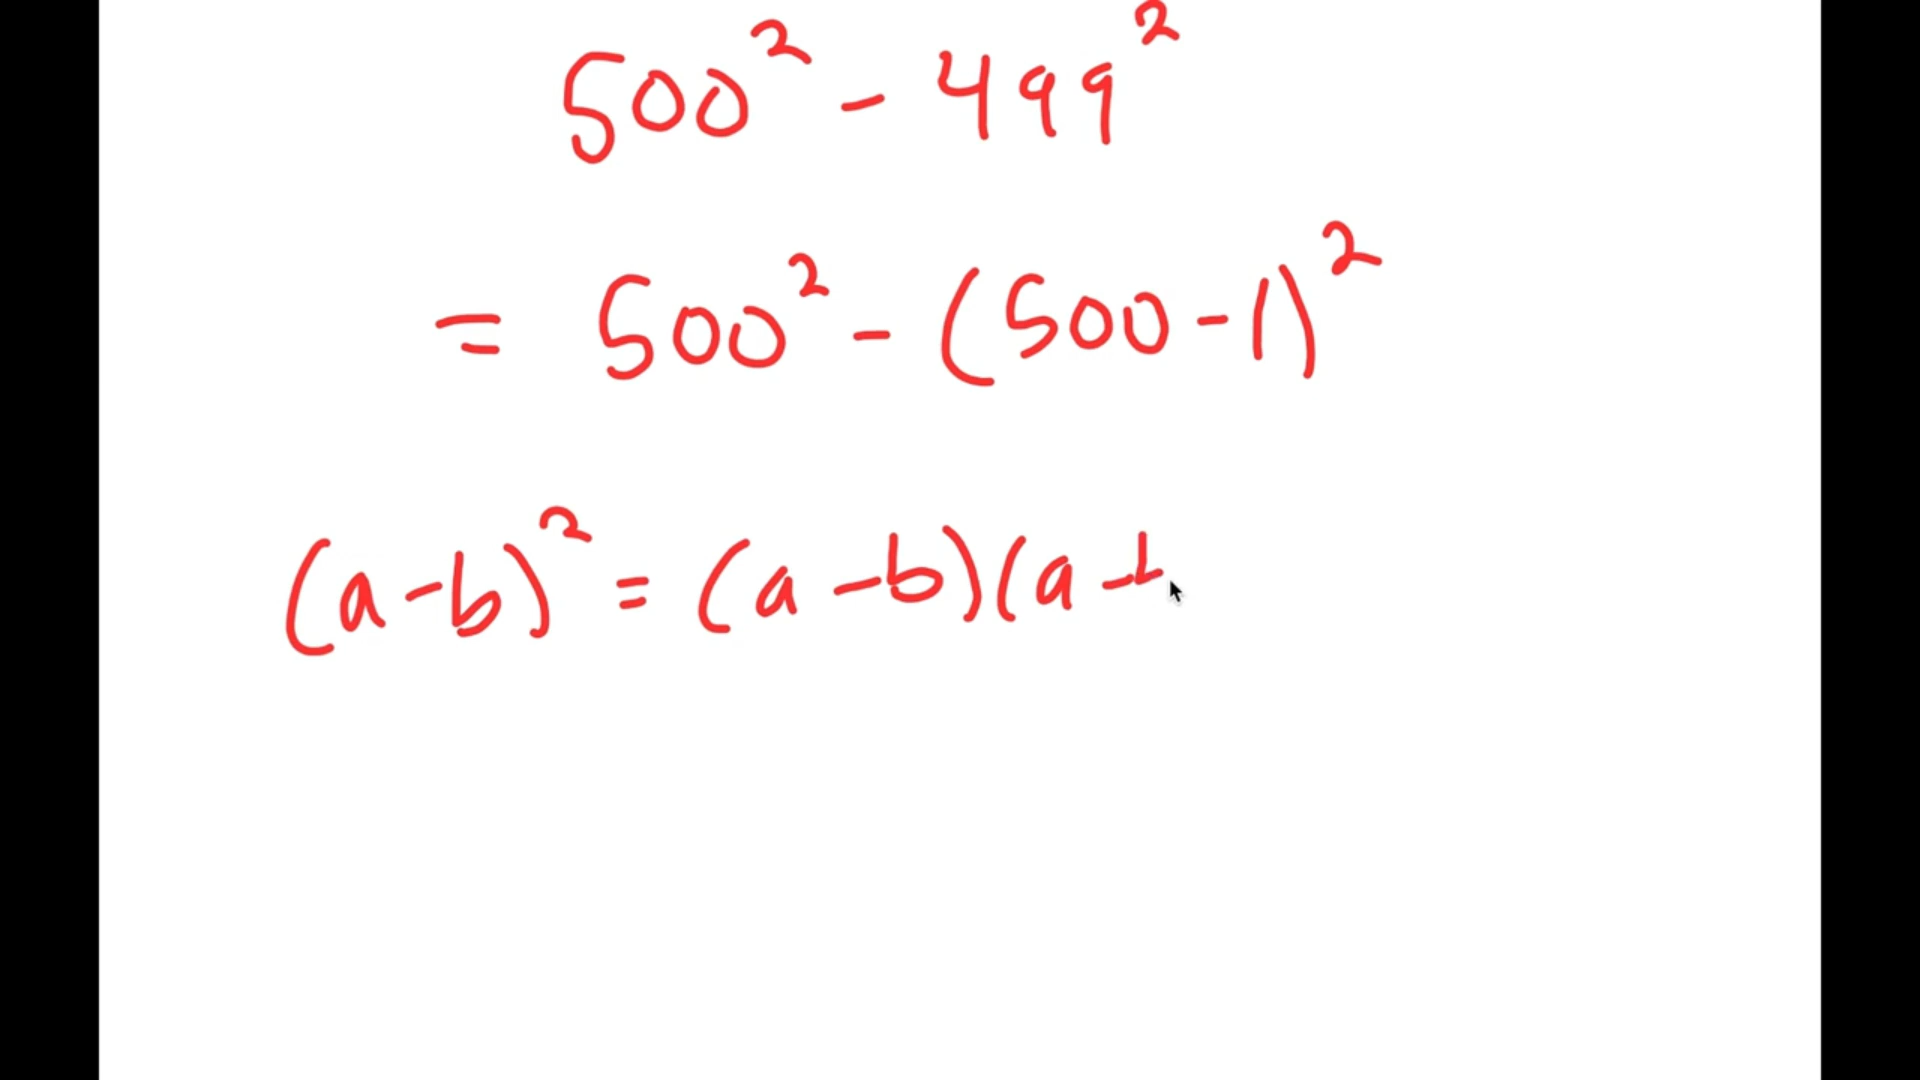 500² - 499²
= 500² - (500 - 1)²
(a - b)² = (a - b)(a - b